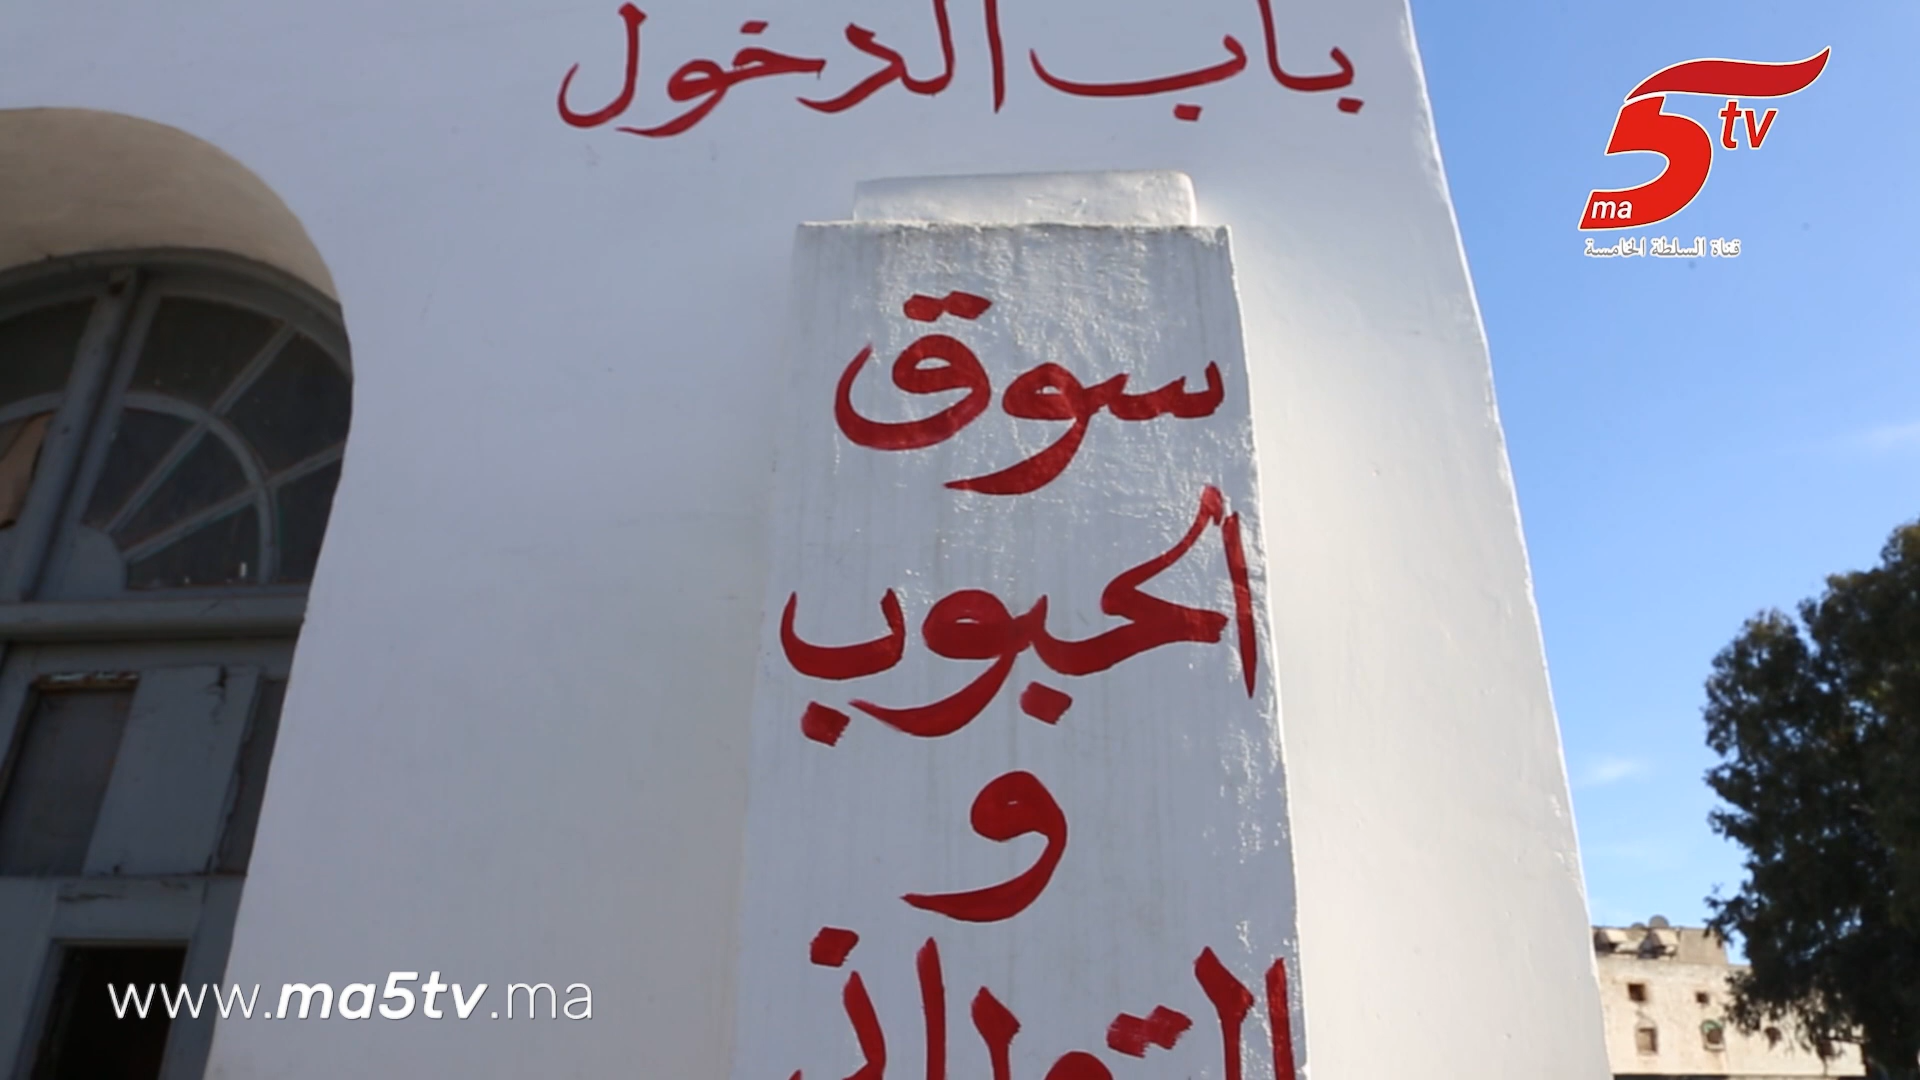 باب الدخول
سوق
الحبوب
و
5
tv
ma
قناة السلطة الخامسة
www.ma5tv.ma